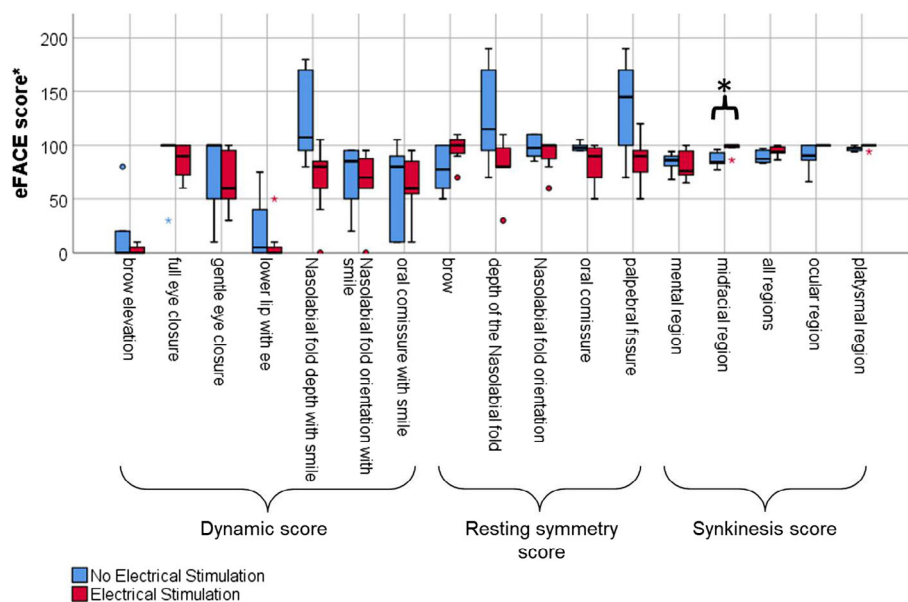 eFACE score*
200
150
100
50
0
*
brow elevation
full eye closure
gentle eye closure
lower lip with ee
Nasolabial fold depth with smile
Nasolabial fold orientation with
smile
oral comissure with smile
brow
depth of the Nasolabial fold
Nasolabial fold orientation
oral comissure
palpebral fissure
mental region
midfacial region
all regions
ocular region
platysmal region
Dynamic score
Resting symmetry
score
Synkinesis score
No Electrical Stimulation
Electrical Stimulation